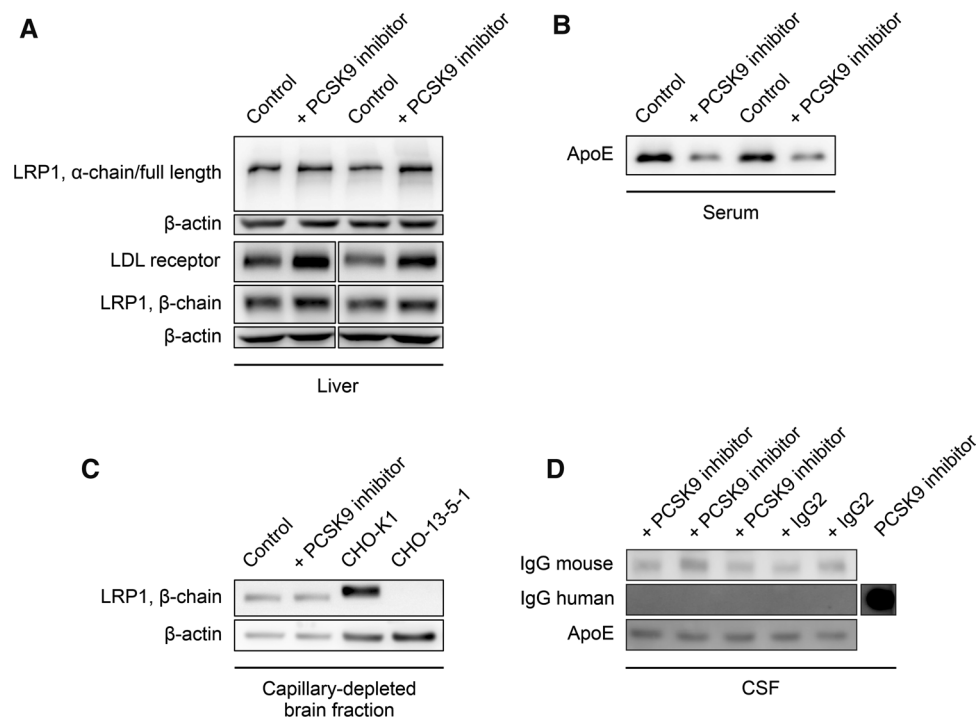 A
Control
+ PCSK9 inhibitor
Control
+ PCSK9 inhibitor
LRP1, α-chain/full length
β-actin
LDL receptor
LRP1, β-chain
β-actin
Liver
B
Control
+ PCSK9 inhibitor
Control
+ PCSK9 inhibitor
ApoE
Serum
C
Control
+ PCSK9 inhibitor
CHO-K1
CHO-13-5-1
LRP1, β-chain
β-actin
Capillary-depleted
brain fraction
D
+ PCSK9 inhibitor
+ PCSK9 inhibitor
+ PCSK9 inhibitor
+ IgG2
+ IgG2
PCSK9 inhibitor
IgG mouse
IgG human
ApoE
CSF